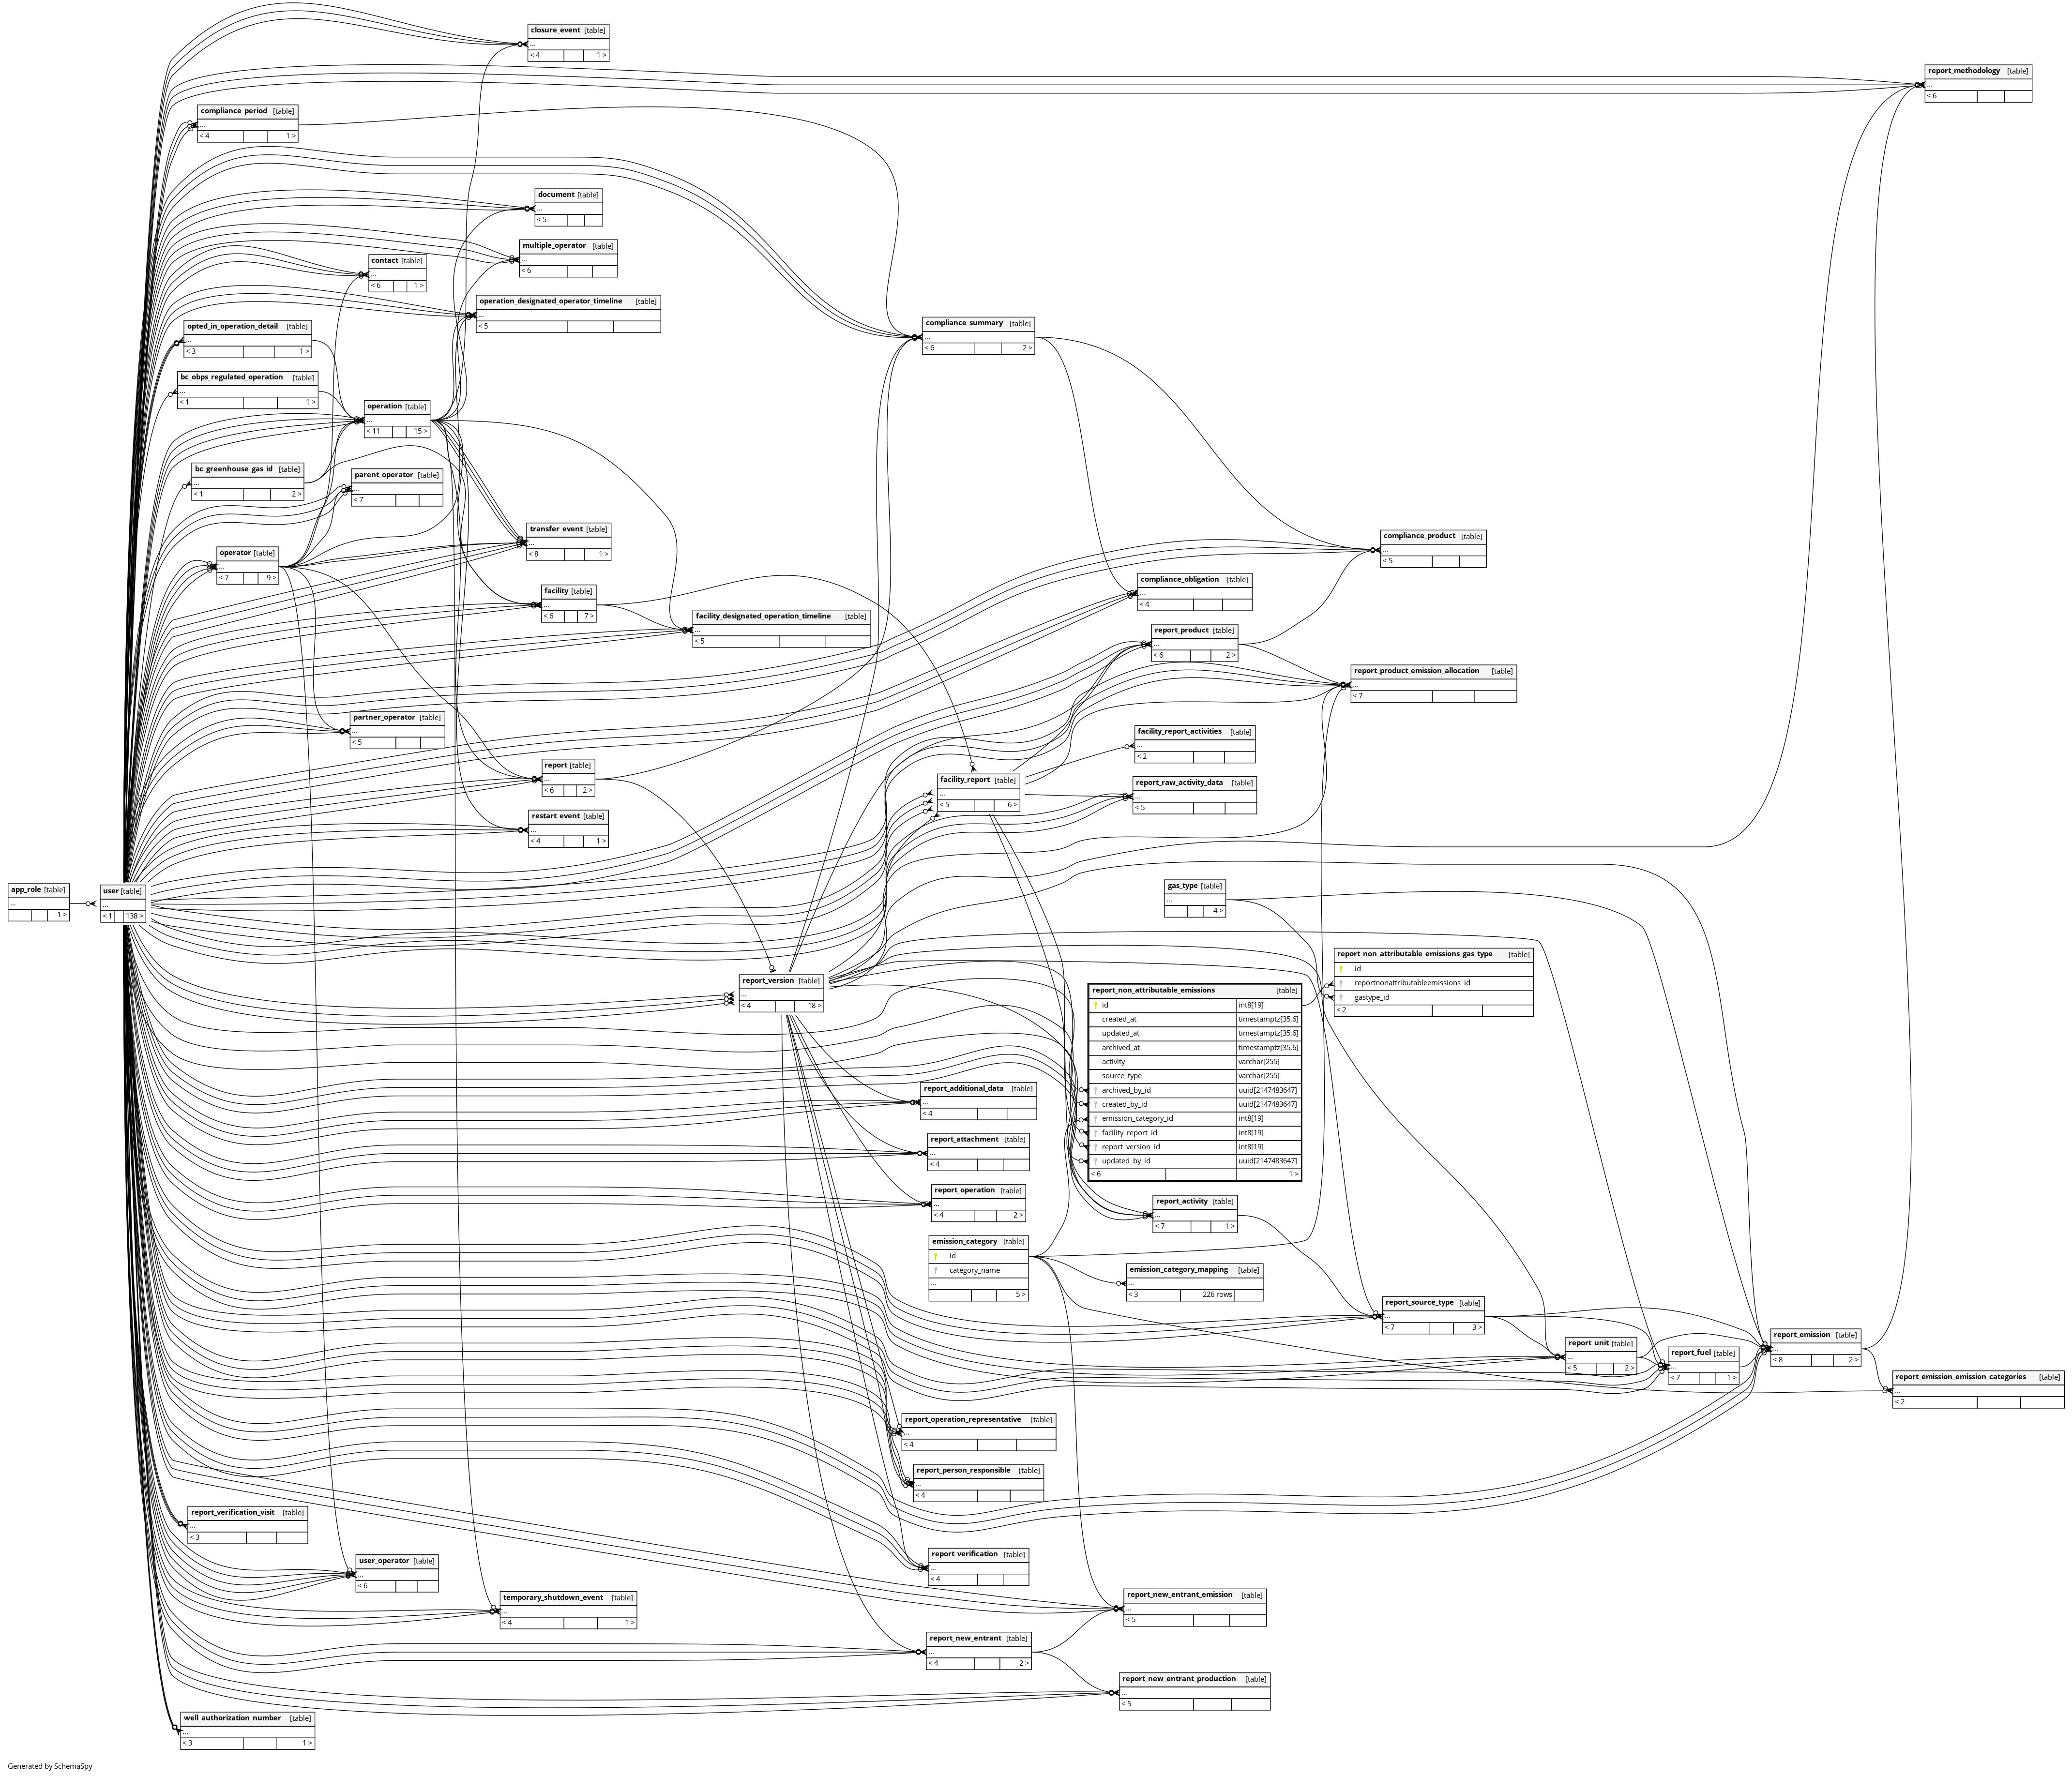 closure_event [table]
...
< 4 1 >
report_methodology [table]
...
< 6
compliance_period [table]
...
< 4 1 >
document [table]
...
< 5
multiple_operator [table]
...
< 6
contact [table]
...
< 6 1 >
operation_designated_operator_timeline [table]
...
< 5
opted_in_operation_detail [table]
...
< 3 1 >
compliance_summary [table]
...
< 6 2 >
bc_obps_regulated_operation [table]
...
< 1 1 >
operation [table]
...
< 11 15 >
bc_greenhouse_gas_id [table]
...
< 1 2 >
parent_operator [table]
...
< 7
transfer_event [table]
...
< 8 1 >
compliance_product [table]
...
< 5
operator [table]
...
< 7 9 >
compliance_obligation [table]
...
< 4
facility [table]
...
< 6 7 >
facility_designated_operation_timeline [table]
...
< 5
report_product [table]
...
< 6 2 >
report_product_emission_allocation [table]
...
< 7
partner_operator [table]
...
< 5
facility_report_activities [table]
...
< 2
report [table]
...
< 6 2 >
facility_report [table]
...
< 5 6 >
report_raw_activity_data [table]
...
< 5
restart_event [table]
...
< 4 1 >
app_role [table]
...
1 >
user [table]
...
< 1 138 >
gas_type [table]
...
4 >
report_non_attributable_emissions_gas_type [table]
id
reportnonattributableemissions_id
gastype_id
< 2
report_version [table]
...
< 4 18 >
report_non_attributable_emissions [table]
id int8[19]
created_at timestamptz[35,6]
updated_at timestamptz[35,6]
archived_at timestamptz[35,6]
activity varchar[255]
source_type varchar[255]
archived_by_id uuid[2147483647]
created_by_id uuid[2147483647]
emission_category_id int8[19]
facility_report_id int8[19]
report_version_id int8[19]
updated_by_id uuid[2147483647]
< 6 1 >
report_additional_data [table]
...
< 4
report_attachment [table]
...
< 4
report_operation [table]
...
< 4 2 >
report_activity [table]
...
< 7 1 >
emission_category [table]
id
category_name
...
5 >
emission_category_mapping [table]
...
< 3 226 rows
report_source_type [table]
...
< 7 3 >
report_unit [table]
...
< 5 2 >
report_fuel [table]
...
< 7 1 >
report_emission [table]
...
< 8 2 >
report_emission_emission_categories [table]
...
< 2
report_operation_representative [table]
...
< 4
report_person_responsible [table]
...
< 4
report_verification_visit [table]
...
< 3
report_verification [table]
...
< 4
user_operator [table]
...
< 6
temporary_shutdown_event [table]
...
< 4 1 >
report_new_entrant_emission [table]
...
< 5
report_new_entrant [table]
...
< 4 2 >
report_new_entrant_production [table]
...
< 5
well_authorization_number [table]
...
< 3 1 >
Generated by SchemaSpy